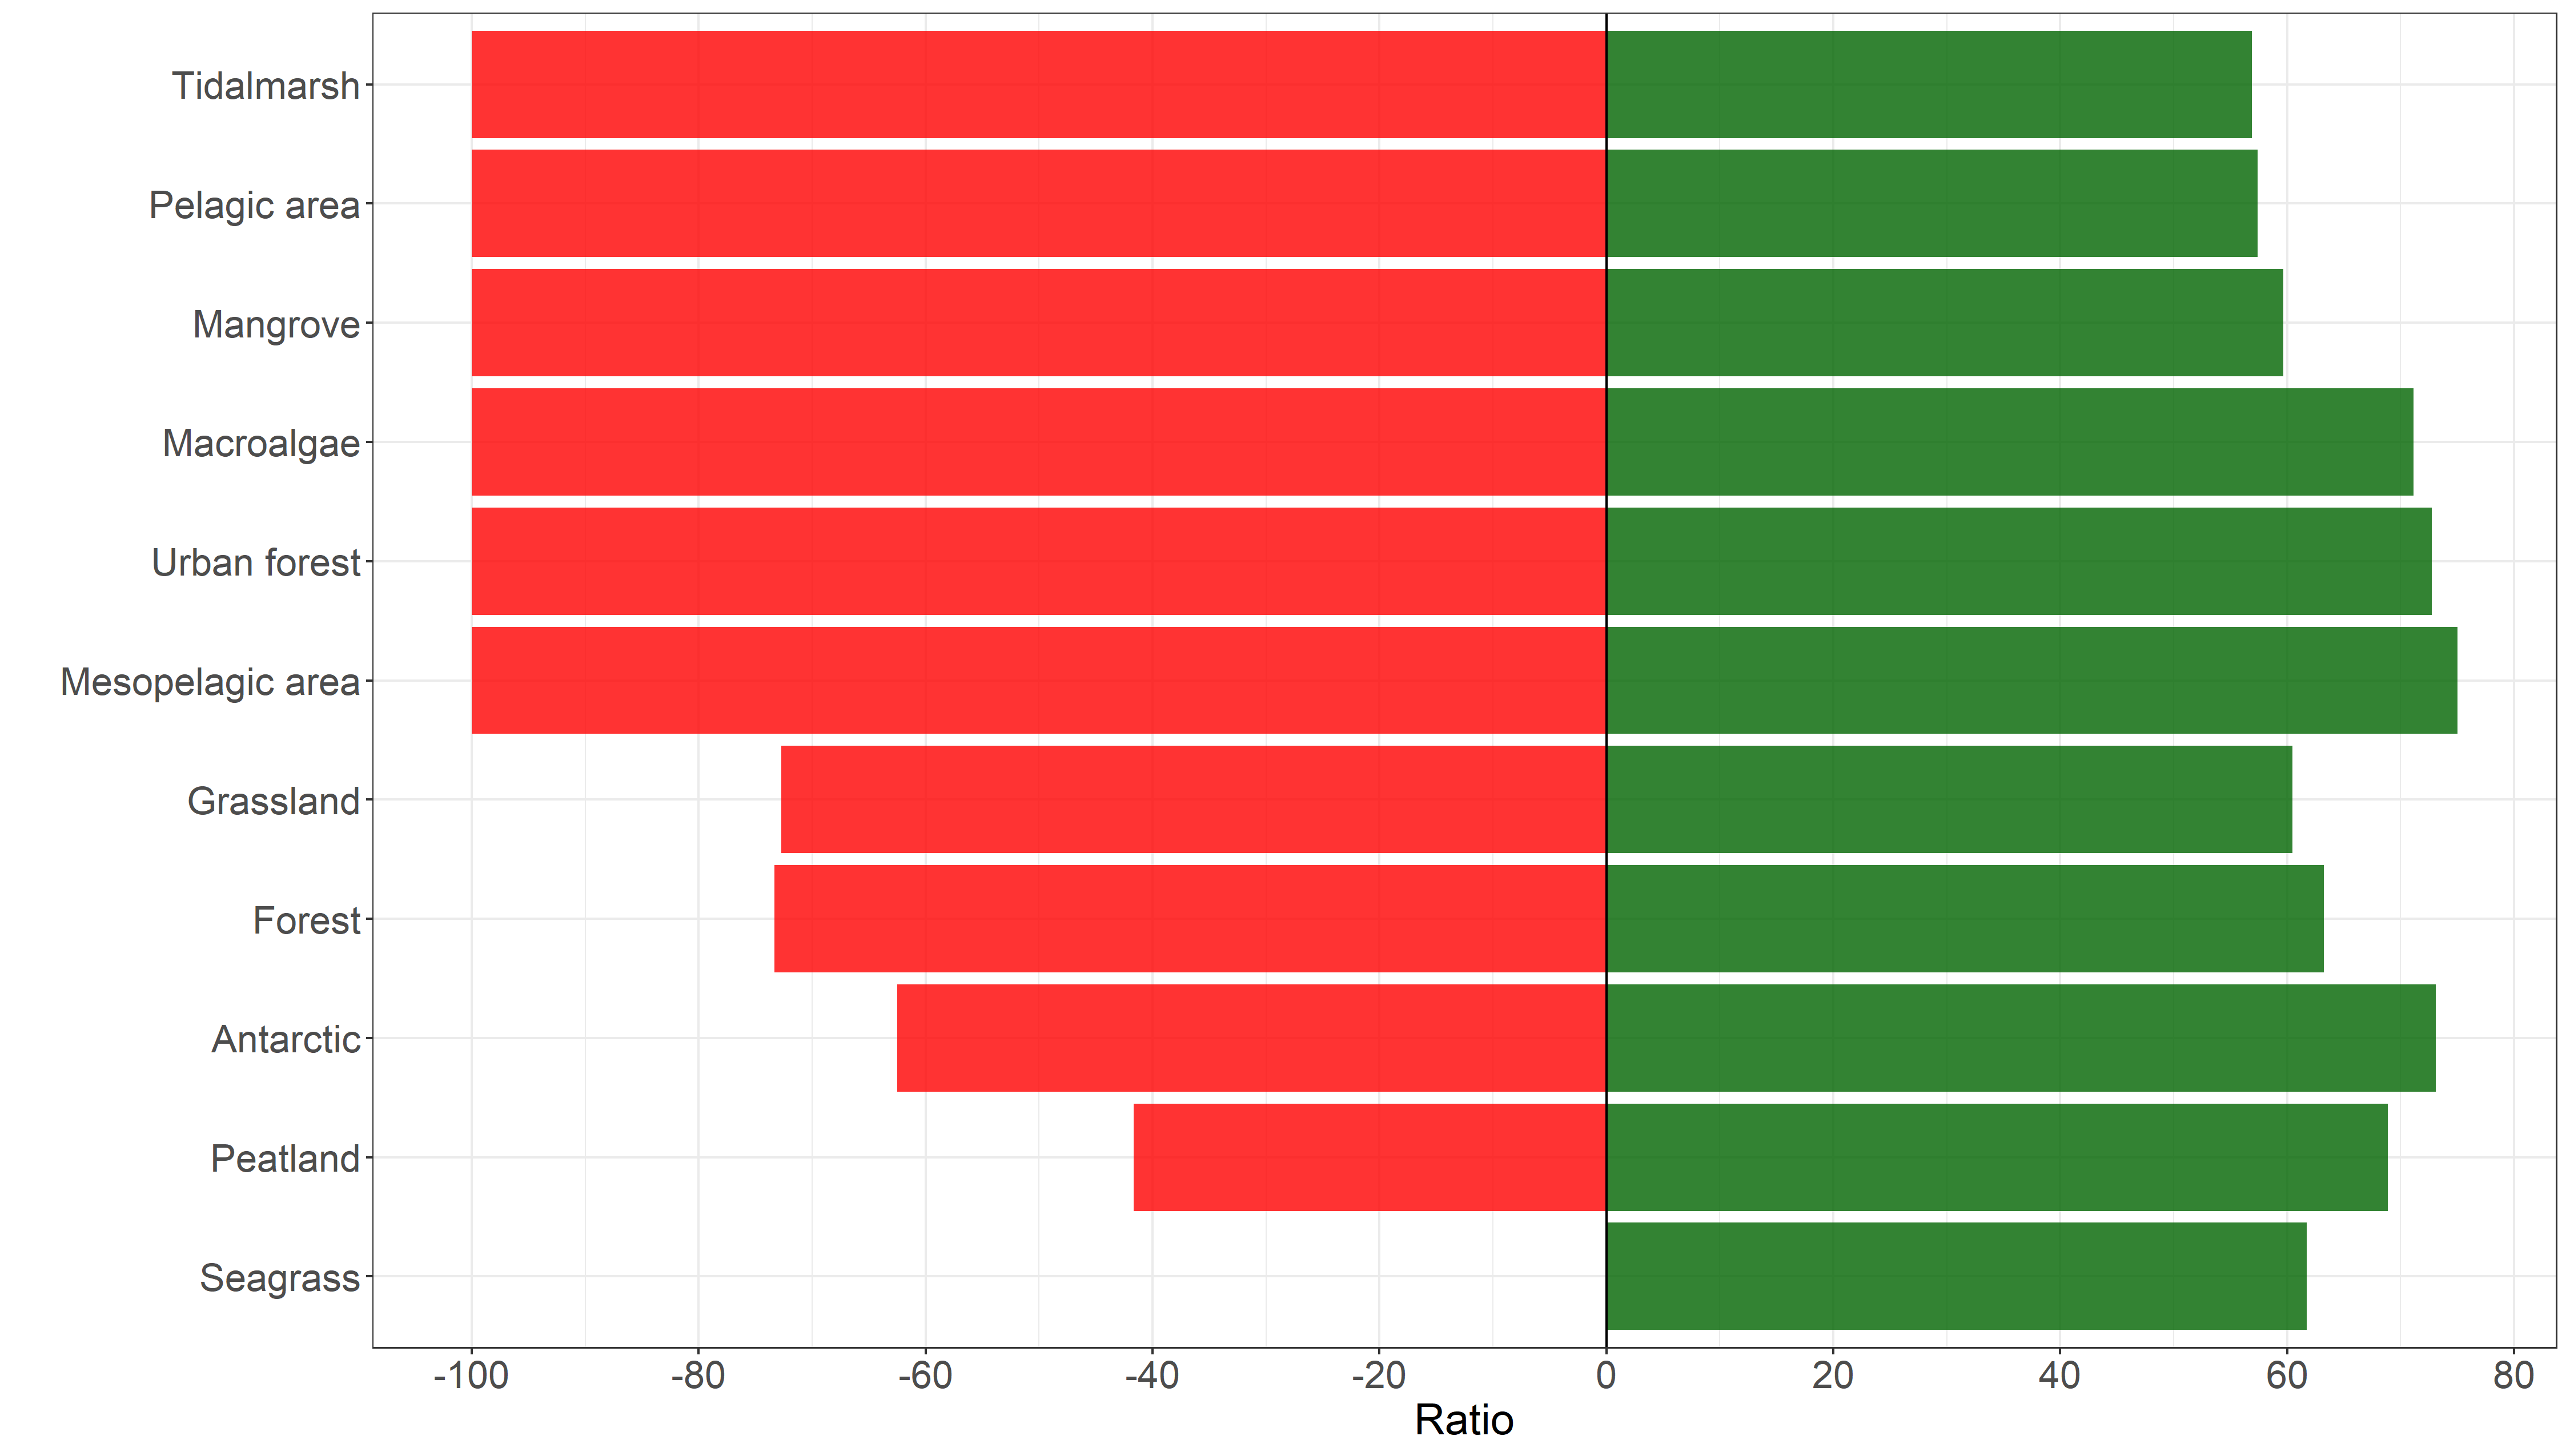 Tidalmarsh
Pelagic area
Mangrove
Macroalgae
Urban forest
Mesopelagic area
Grassland
Forest
Antarctic
Peatland
Seagrass
-100 -80 -60 -40 -20 0 20 40 60 80
Ratio